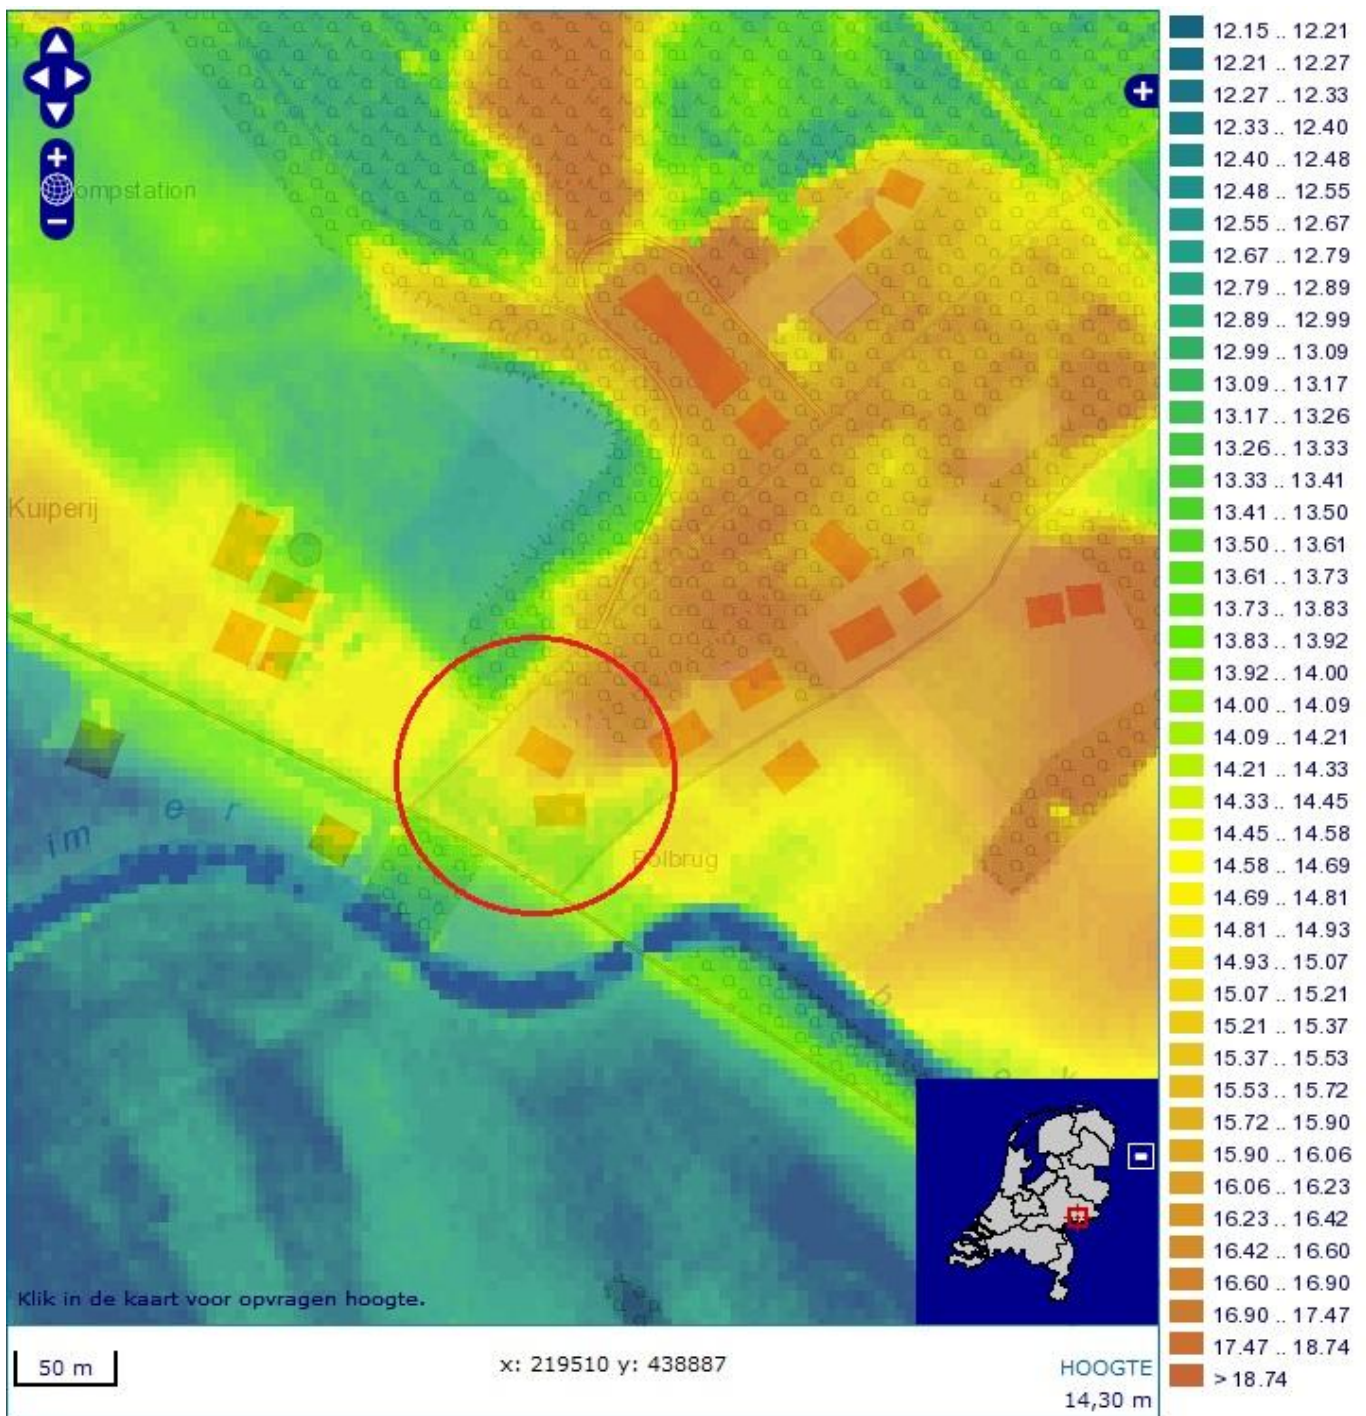 ompstation
Kuiperij
im e r
Folbrug
b
e
k
Klik in de kaart voor opvragen hoogte.
50 m
x: 219510 y: 438887
HOOGTE
14,30 m
12.15 .. 12.21
12.21 .. 12.27
12.27 .. 12.33
12.33 .. 12.40
12.40 .. 12.48
12.48 .. 12.55
12.55 .. 12.67
12.67 .. 12.79
12.79 .. 12.89
12.89 .. 12.99
12.99 .. 13.09
13.09 .. 13.17
13.17 .. 13.26
13.26 .. 13.33
13.33 .. 13.41
13.41 .. 13.50
13.50 .. 13.61
13.61 .. 13.73
13.73 .. 13.83
13.83 .. 13.92
13.92 .. 14.00
14.00 .. 14.09
14.09 .. 14.21
14.21 .. 14.33
14.33 .. 14.45
14.45 .. 14.58
14.58 .. 14.69
14.69 .. 14.81
14.81 .. 14.93
14.93 .. 15.07
15.07 .. 15.21
15.21 .. 15.37
15.37 .. 15.53
15.53 .. 15.72
15.72 .. 15.90
15.90 .. 16.06
16.06 .. 16.23
16.23 .. 16.42
16.42 .. 16.60
16.60 .. 16.90
16.90 .. 17.47
17.47 .. 18.74
> 18.74